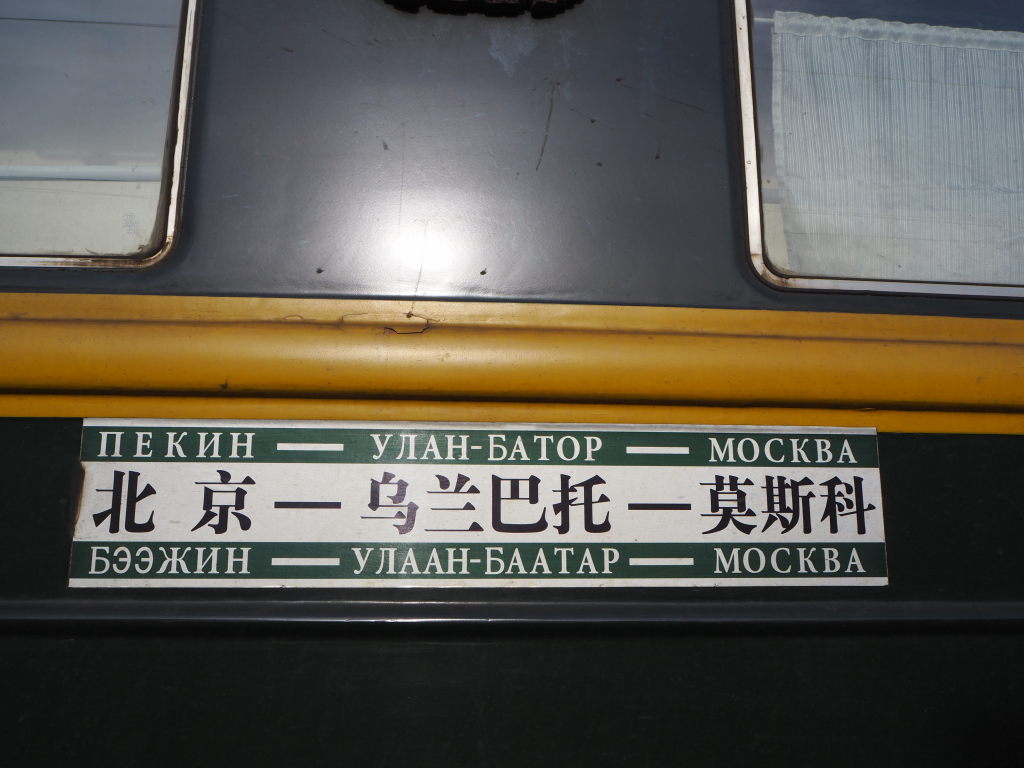 ПЕКИН — УЛАН-БАТОР — МОСКВА
北京—乌兰巴托—莫斯科
БЭЭЖИН — УЛААН-БААТАР — МОСКВА